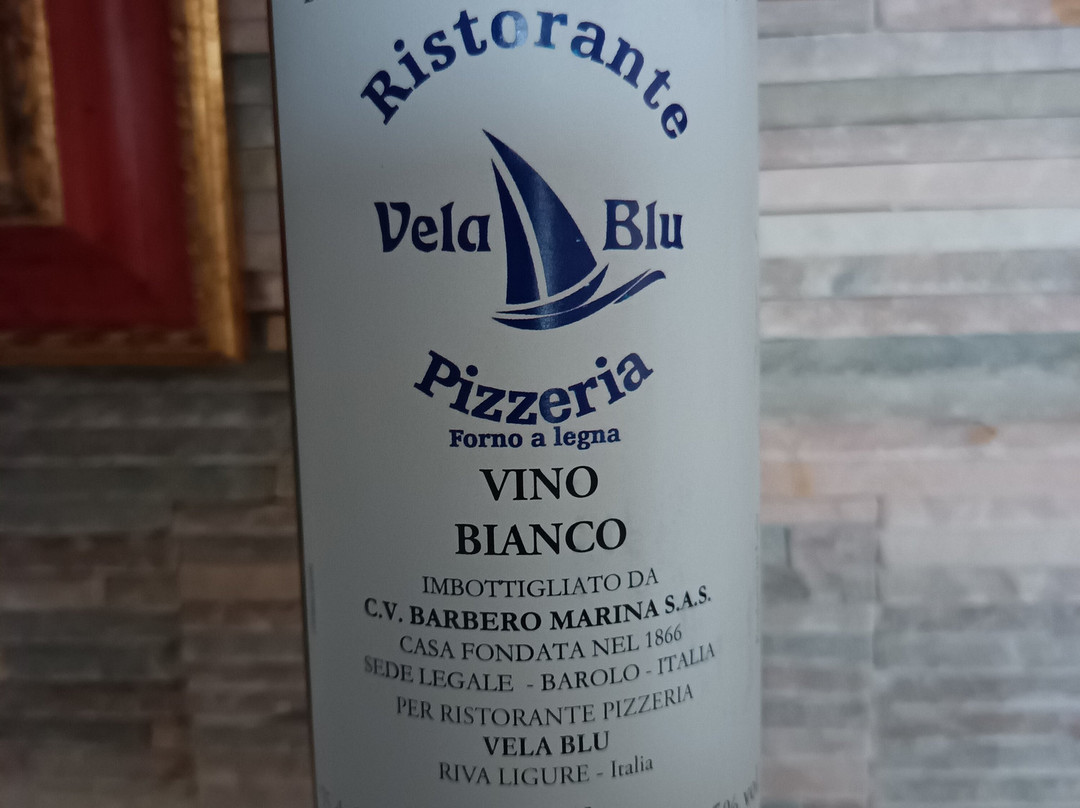 Ristorante
Vela Blu
Pizzeria
Forno a legna
VINO
BIANCO
IMBOTTIGLIATO DA
C.V. BARBERO MARINA S.A.S.
CASA FONDATA NEL 1866
SEDE LEGALE - BAROLO - ITALIA
PER RISTORANTE PIZZERIA
VELA BLU
RIVA LIGURE - Italia